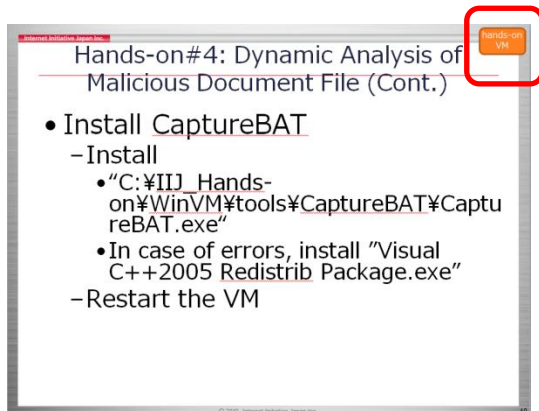 Internet Initiative Japan Inc.
hands-on
VM
Hands-on#4: Dynamic Analysis of
Malicious Document File (Cont.)
• Install CaptureBAT
–Install
•“C:¥IIJ_Hands-
on¥WinVM¥tools¥CaptureBAT¥Captu
reBAT.exe“
•In case of errors, install ”Visual
C++2005 Redistrib Package.exe”
–Restart the VM